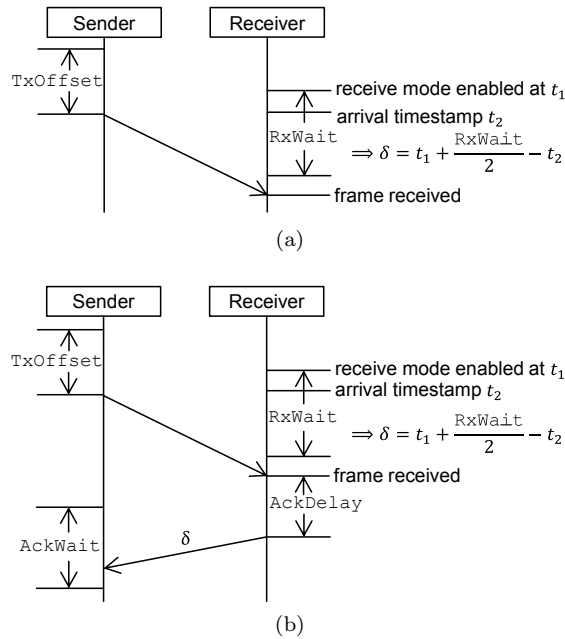 Sender Receiver
TxOffset
receive mode enabled at t₁
arrival timestamp t₂
RxWait
⟹ δ = t₁ + RxWait/2 − t₂
frame received
(a)
Sender Receiver
TxOffset
receive mode enabled at t₁
arrival timestamp t₂
RxWait
⟹ δ = t₁ + RxWait/2 − t₂
frame received
AckDelay
AckWait
δ
(b)